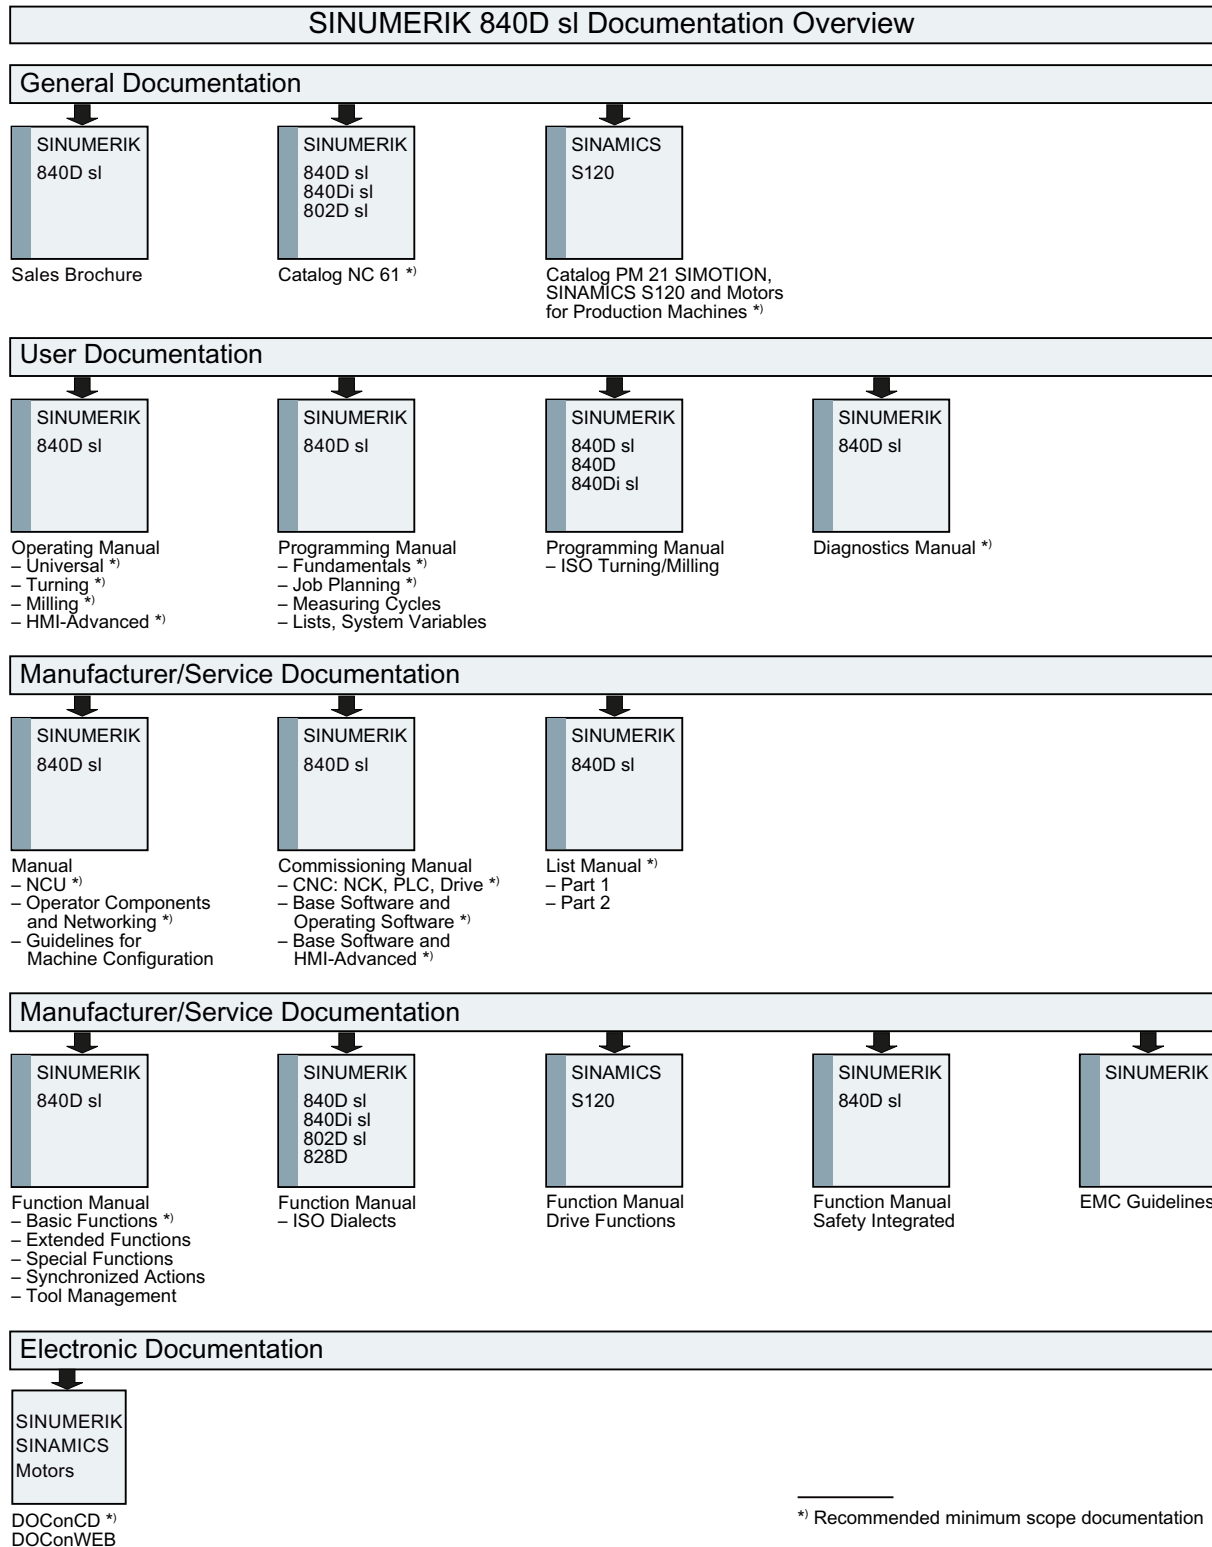 SINUMERIK 840D sl Documentation Overview
General Documentation
SINUMERIK
840D sl
Sales Brochure
SINUMERIK
840D sl
840Di sl
802D sl
Catalog NC 61 *)
SINAMICS
S120
Catalog PM 21 SIMOTION,
SINAMICS S120 and Motors
for Production Machines *)
User Documentation
SINUMERIK
840D sl
Operating Manual
– Universal *)
– Turning *)
– Milling *)
– HMI-Advanced *)
SINUMERIK
840D sl
Programming Manual
– Fundamentals *)
– Job Planning *)
– Measuring Cycles
– Lists, System Variables
SINUMERIK
840D sl
840D
840Di sl
Programming Manual
– ISO Turning/Milling
SINUMERIK
840D sl
Diagnostics Manual *)
Manufacturer/Service Documentation
SINUMERIK
840D sl
Manual
– NCU *)
– Operator Components
and Networking *)
– Guidelines for
Machine Configuration
SINUMERIK
840D sl
Commissioning Manual
– CNC: NCK, PLC, Drive *)
– Base Software and
Operating Software *)
– Base Software and
HMI-Advanced *)
SINUMERIK
840D sl
List Manual *)
– Part 1
– Part 2
Manufacturer/Service Documentation
SINUMERIK
840D sl
Function Manual
– Basic Functions *)
– Extended Functions
– Special Functions
– Synchronized Actions
– Tool Management
SINUMERIK
840D sl
840Di sl
802D sl
828D
Function Manual
– ISO Dialects
SINAMICS
S120
Function Manual
Drive Functions
SINUMERIK
840D sl
Function Manual
Safety Integrated
SINUMERIK
EMC Guidelines
Electronic Documentation
SINUMERIK
SINAMICS
Motors
DOConCD *)
DOConWEB
*) Recommended minimum scope documentation